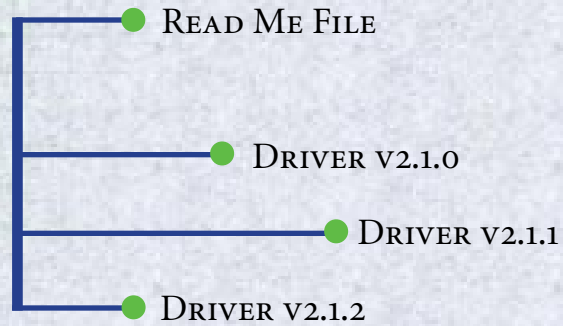 Read Me File
Driver v2.1.0
Driver v2.1.1
Driver v2.1.2